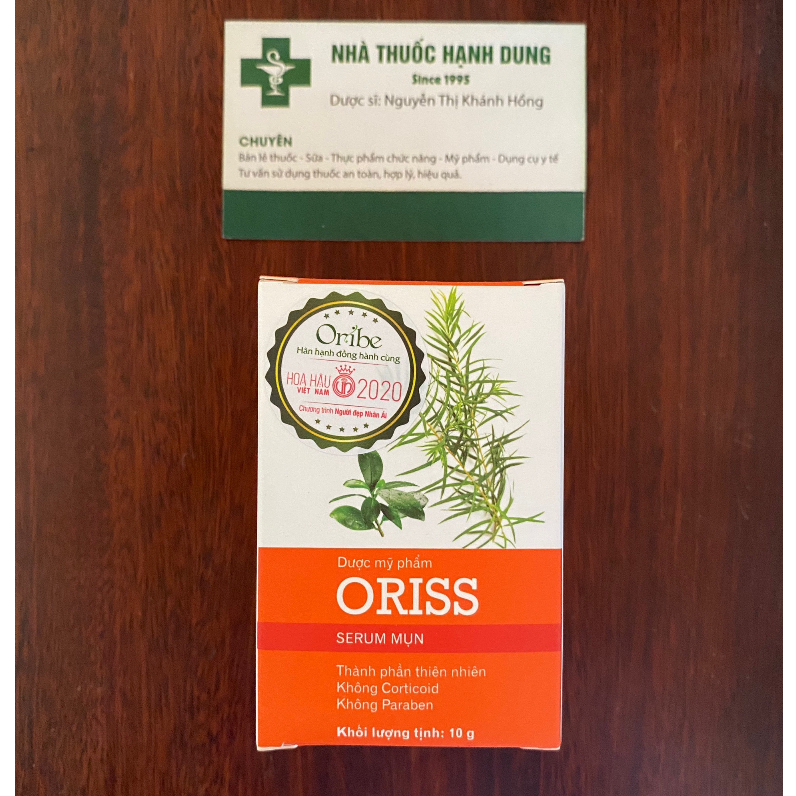 NHÀ THUỐC HẠNH DUNG
Since 1995
Dược sĩ: Nguyễn Thị Khánh Hồng
CHUYÊN
Bán lẻ thuốc - Sữa - Thực phẩm chức năng - Mỹ phẩm - Dụng cụ y tế
Tư vấn sử dụng thuốc an toàn, hợp lý, hiệu quả.
Oribe
Hân hạnh đồng hành cùng
HOA HẬU 2020
VIỆT NAM
Chương trình Người đẹp Nhân Ái
Dược mỹ phẩm
ORISS
SERUM MỤN
Thành phần thiên nhiên
Không Corticoid
Không Paraben
Khối lượng tịnh: 10 g